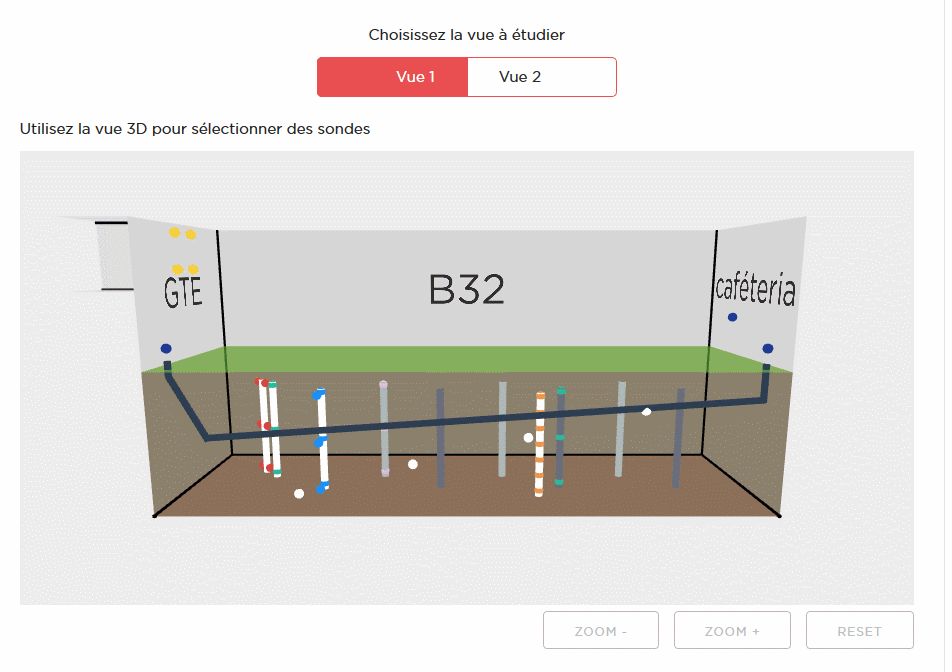 Choisissez la vue à étudier
Vue 1 Vue 2
Utilisez la vue 3D pour sélectionner des sondes
GTE B32 caféteria
ZOOM - ZOOM + RESET